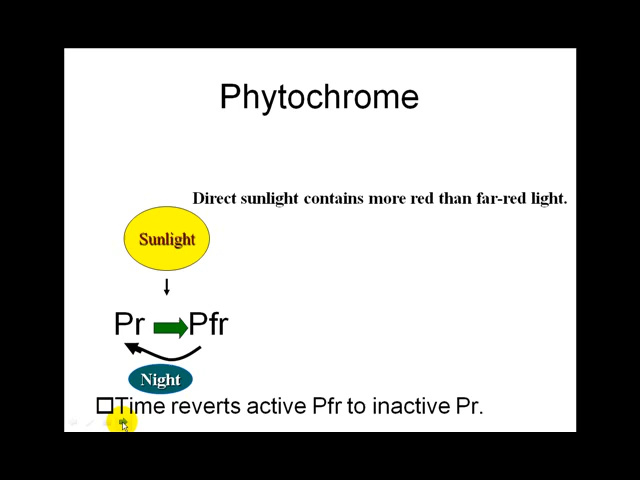 Phytochrome
Direct sunlight contains more red than far-red light.
Sunlight
Pr Pfr
Night
Time reverts active Pfr to inactive Pr.